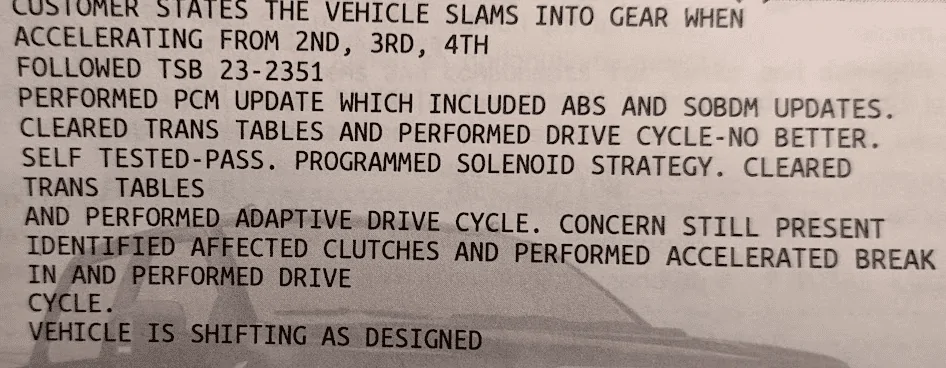 CUSTOMER STATES THE VEHICLE SLAMS INTO GEAR WHEN
ACCELERATING FROM 2ND, 3RD, 4TH
FOLLOWED TSB 23-2351
PERFORMED PCM UPDATE WHICH INCLUDED ABS AND SOBDM UPDATES.
CLEARED TRANS TABLES AND PERFORMED DRIVE CYCLE-NO BETTER.
SELF TESTED-PASS. PROGRAMMED SOLENOID STRATEGY. CLEARED
TRANS TABLES
AND PERFORMED ADAPTIVE DRIVE CYCLE. CONCERN STILL PRESENT
IDENTIFIED AFFECTED CLUTCHES AND PERFORMED ACCELERATED BREAK
IN AND PERFORMED DRIVE
CYCLE.
VEHICLE IS SHIFTING AS DESIGNED